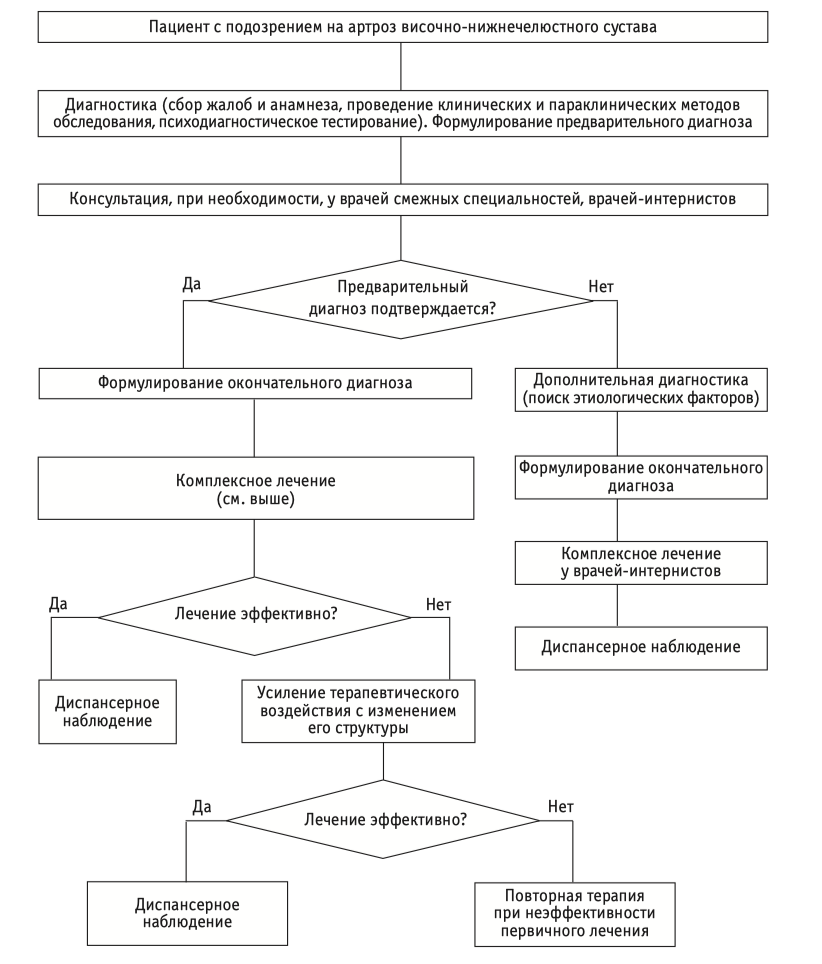 Пациент с подозрением на артроз височно-нижнечелюстного сустава
Диагностика (сбор жалоб и анамнеза, проведение клинических и параклинических методов
обследования, психодиагностическое тестирование). Формулирование предварительного диагноза
Консультация, при необходимости, у врачей смежных специальностей, врачей-интернистов
Да
Предварительный
диагноз подтверждается?
Нет
Формулирование окончательного диагноза
Дополнительная диагностика
(поиск этиологических факторов)
Комплексное лечение
(см. выше)
Формулирование окончательного
диагноза
Комплексное лечение
у врачей-интернистов
Да
Лечение эффективно?
Нет
Диспансерное наблюдение
Диспансерное
наблюдение
Усиление терапевтического
воздействия с изменением
его структуры
Да
Лечение эффективно?
Нет
Диспансерное
наблюдение
Повторная терапия
при неэффективности
первичного лечения